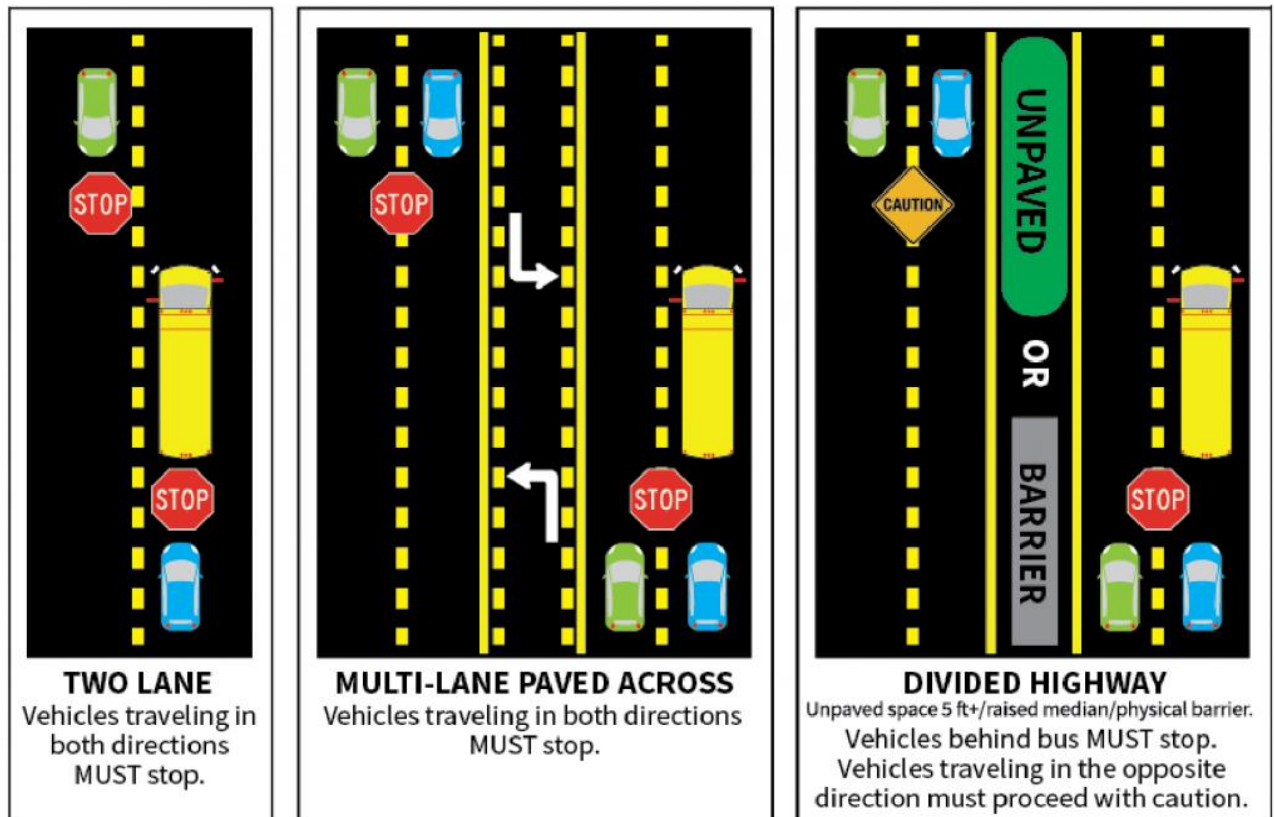 STOP
STOP
TWO LANE
Vehicles traveling in
both directions
MUST stop.
STOP
STOP
MULTI-LANE PAVED ACROSS
Vehicles traveling in both directions
MUST stop.
CAUTION
UNPAVED
OR
BARRIER
STOP
DIVIDED HIGHWAY
Unpaved space 5 ft+/raised median/physical barrier.
Vehicles behind bus MUST stop.
Vehicles traveling in the opposite
direction must proceed with caution.